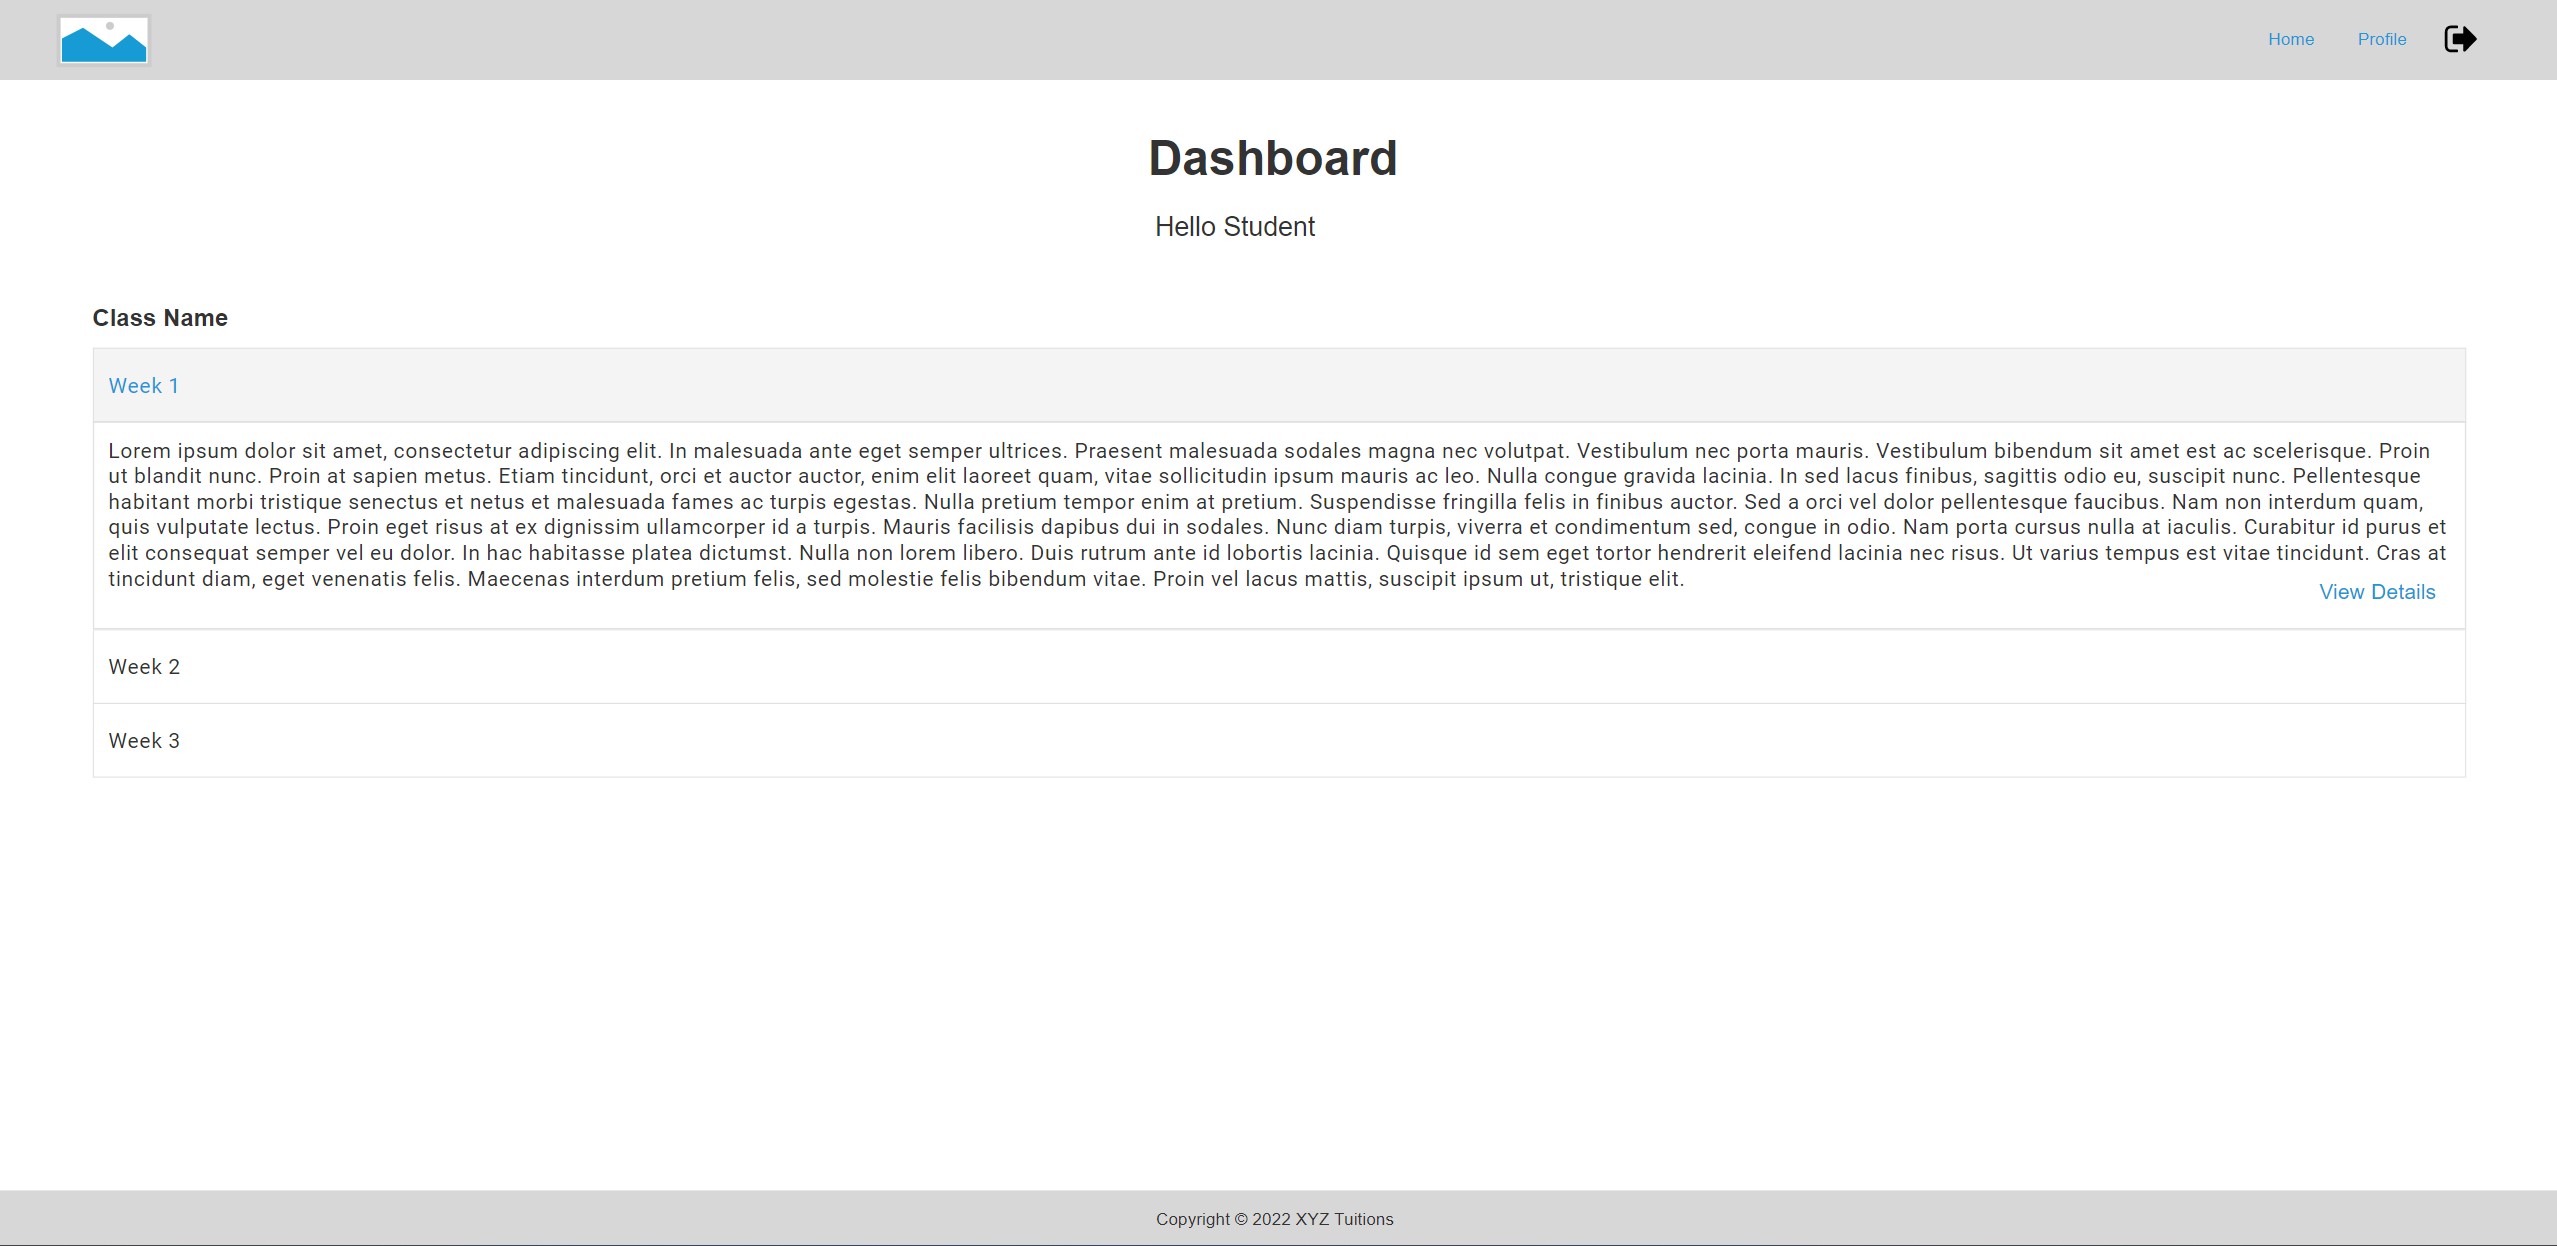 Home Profile
Dashboard
Hello Student
Class Name
Week 1
Lorem ipsum dolor sit amet, consectetur adipiscing elit. In malesuada ante eget semper ultrices. Praesent malesuada sodales magna nec volutpat. Vestibulum nec porta mauris. Vestibulum bibendum sit amet est ac scelerisque. Proin
ut blandit nunc. Proin at sapien metus. Etiam tincidunt, orci et auctor auctor, enim elit laoreet quam, vitae sollicitudin ipsum mauris ac leo. Nulla congue gravida lacinia. In sed lacus finibus, sagittis odio eu, suscipit nunc. Pellentesque
habitant morbi tristique senectus et netus et malesuada fames ac turpis egestas. Nulla pretium tempor enim at pretium. Suspendisse fringilla felis in finibus auctor. Sed a orci vel dolor pellentesque faucibus. Nam non interdum quam,
quis vulputate lectus. Proin eget risus at ex dignissim ullamcorper id a turpis. Mauris facilisis dapibus dui in sodales. Nunc diam turpis, viverra et condimentum sed, congue in odio. Nam porta cursus nulla at iaculis. Curabitur id purus et
elit consequat semper vel eu dolor. In hac habitasse platea dictumst. Nulla non lorem libero. Duis rutrum ante id lobortis lacinia. Quisque id sem eget tortor hendrerit eleifend lacinia nec risus. Ut varius tempus est vitae tincidunt. Cras at
tincidunt diam, eget venenatis felis. Maecenas interdum pretium felis, sed molestie felis bibendum vitae. Proin vel lacus mattis, suscipit ipsum ut, tristique elit.
View Details
Week 2
Week 3
Copyright © 2022 XYZ Tuitions